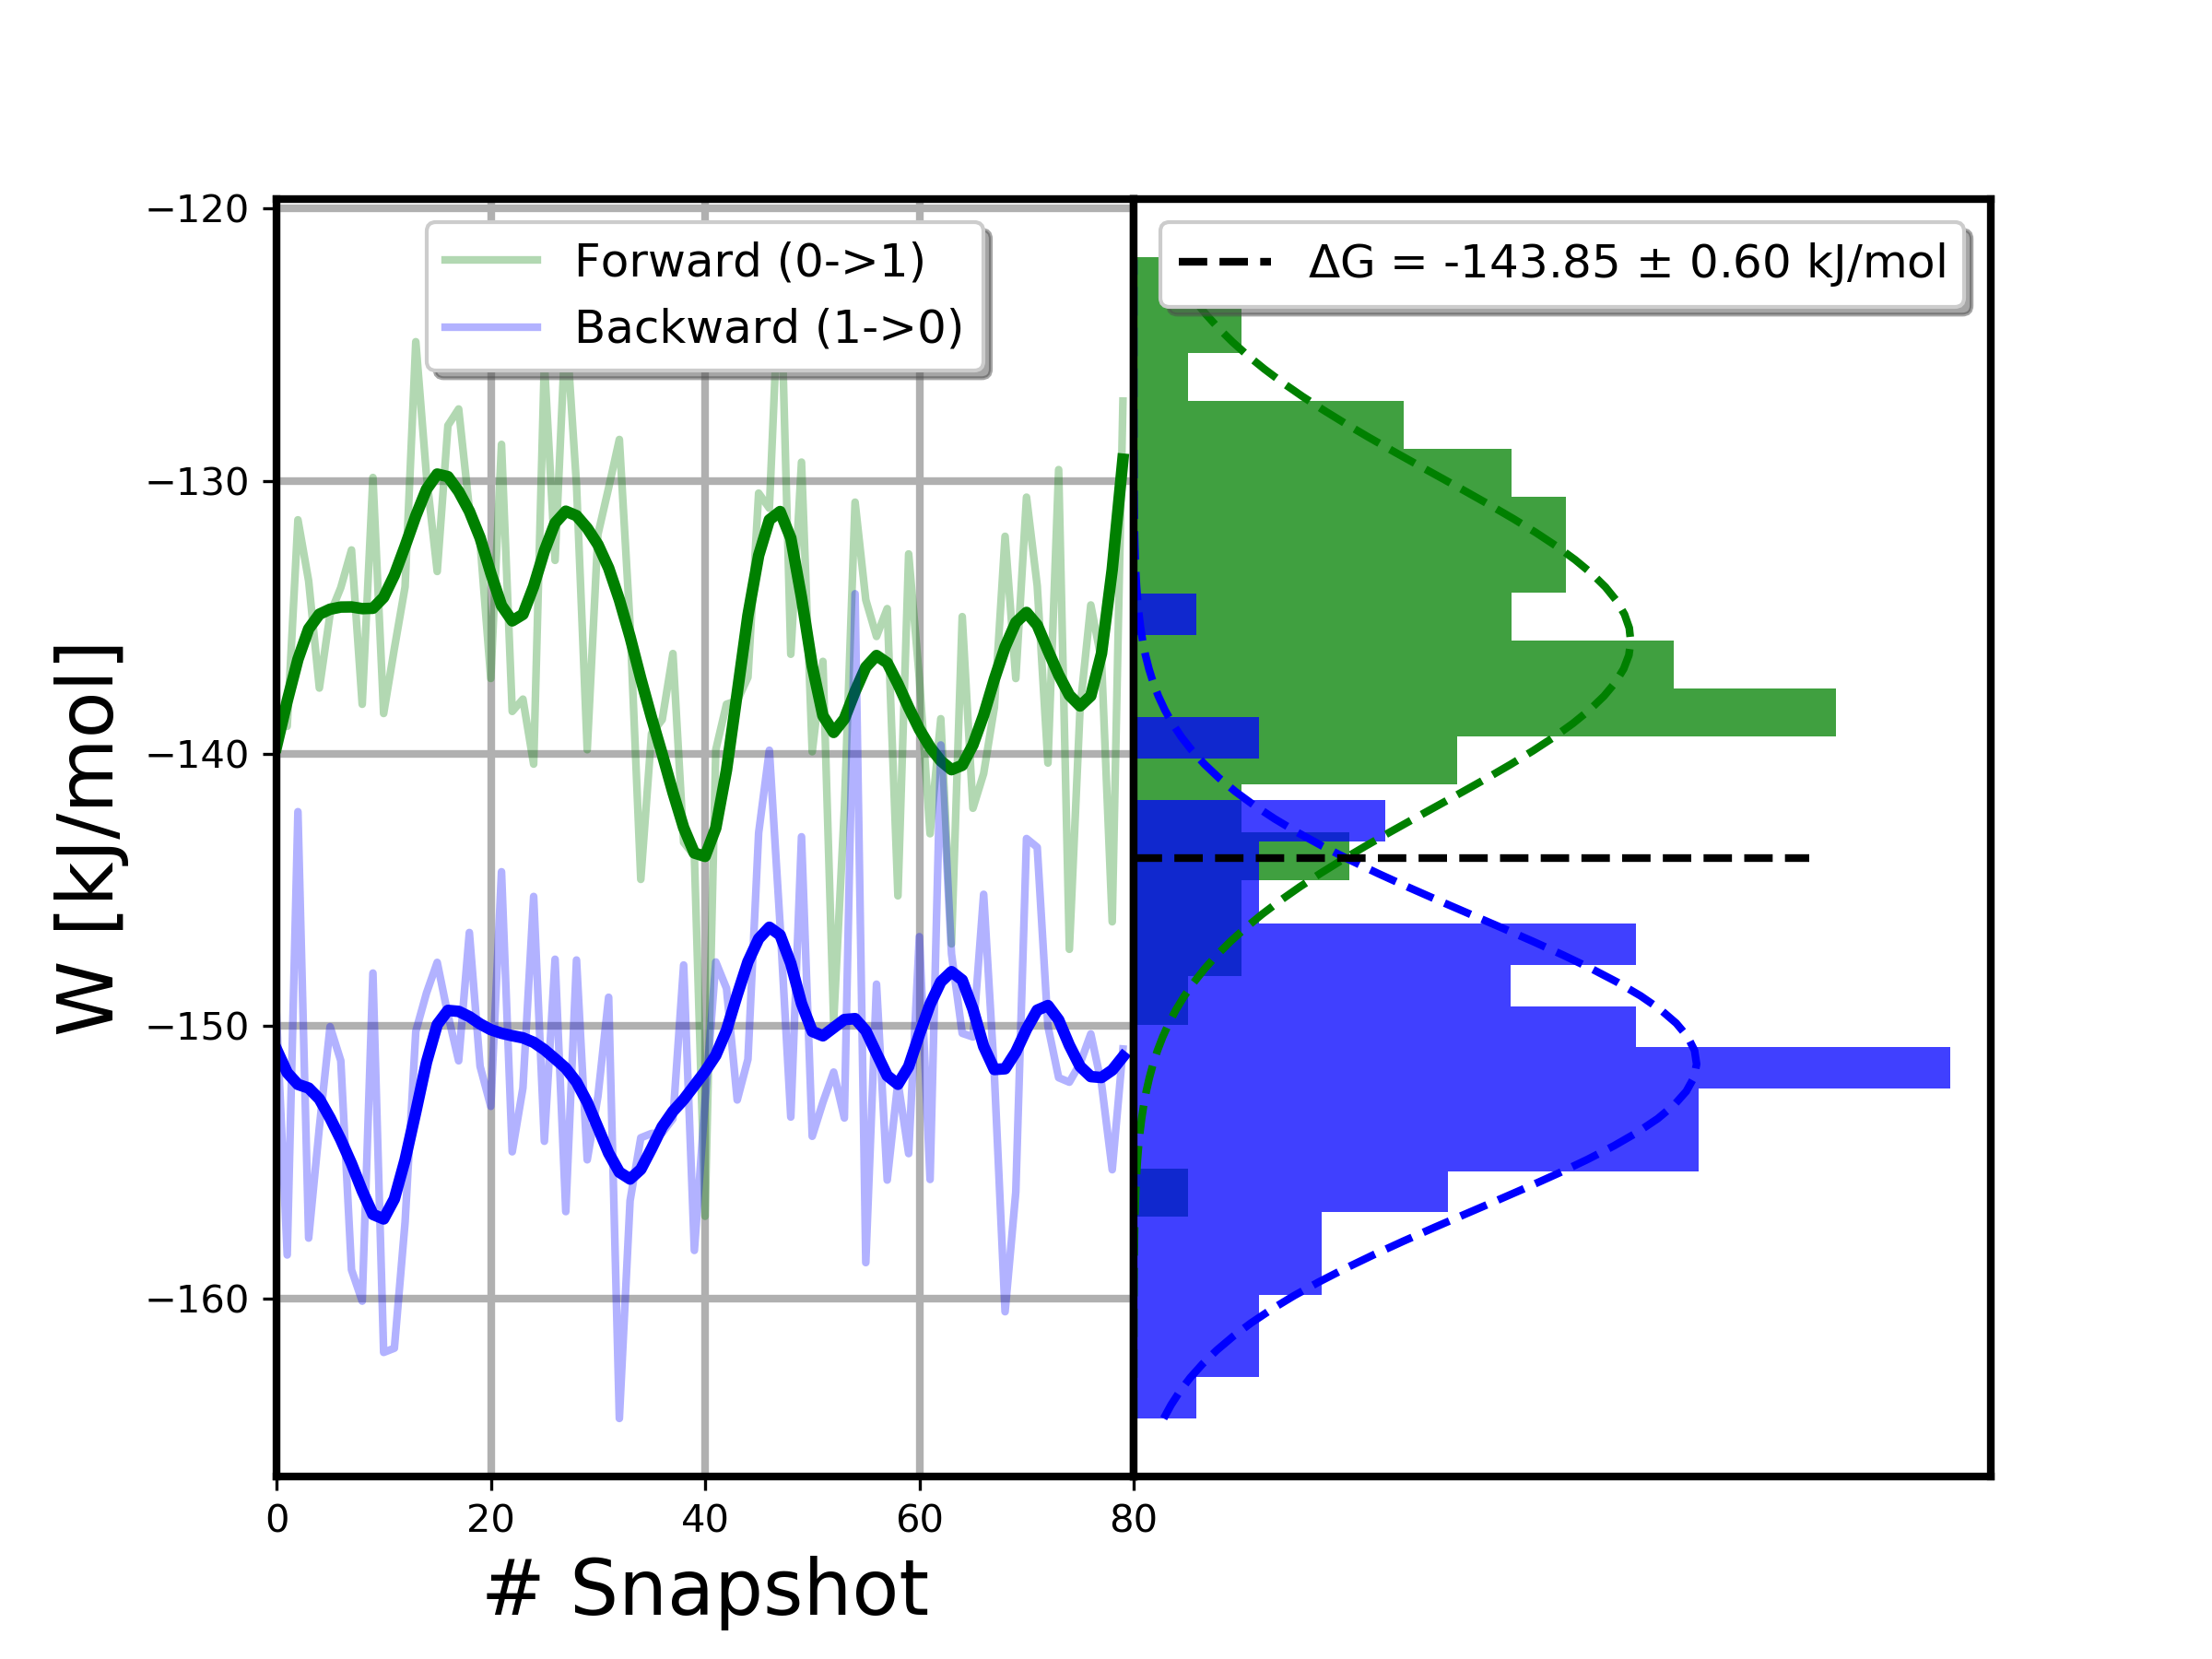 Forward (0->1)
Backward (1->0)
ΔG = -143.85 ± 0.60 kJ/mol
W [kJ/mol]
−120
−130
−140
−150
−160
0 20 40 60 80
# Snapshot